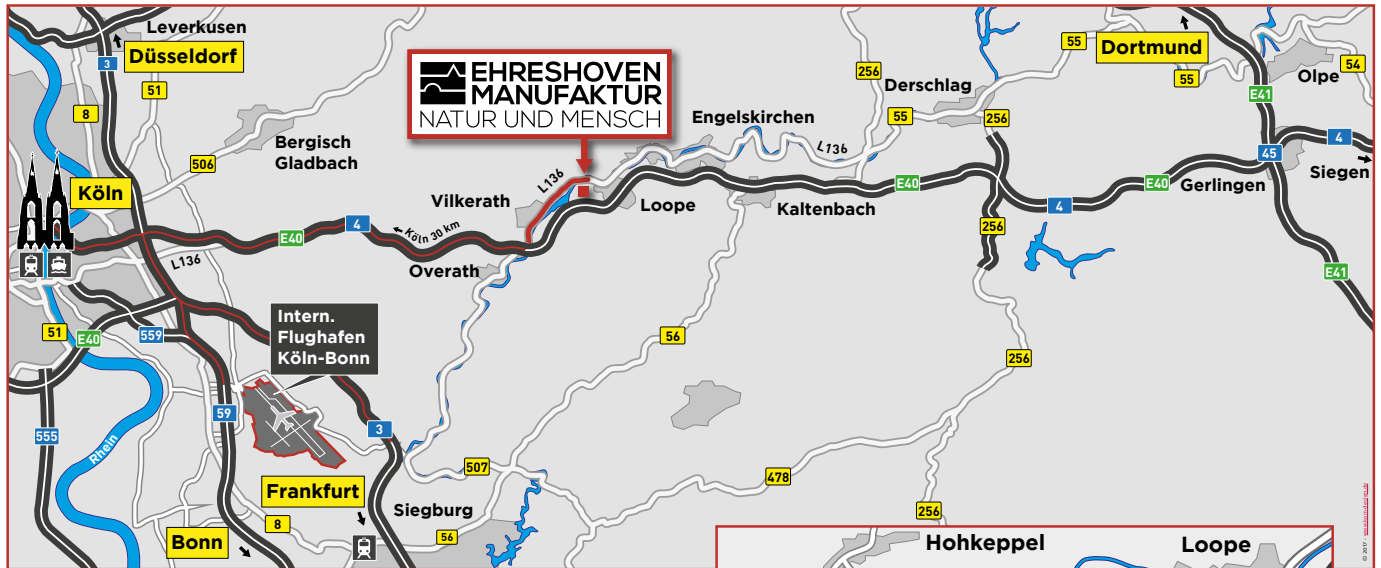 Leverkusen
Düsseldorf
3
51
8
506
Bergisch
Gladbach
Köln
EHRESHOVEN
MANUFAKTUR
NATUR UND MENSCH
256
55
Dortmund
55
54
Olpe
E41
Derschlag
55
256
Engelskirchen
L136
4
45
Siegen
L136
Vilkerath
Loope
Kaltenbach
E40
E40
Gerlingen
4
E40
4
Köln 30 km
256
L136
Overath
E41
Intern.
Flughafen
Köln-Bonn
51
E40
559
56
256
59
3
555
Rhein
507
478
Frankfurt
Siegburg
8
56
256
Bonn
Hohkeppel
Loope